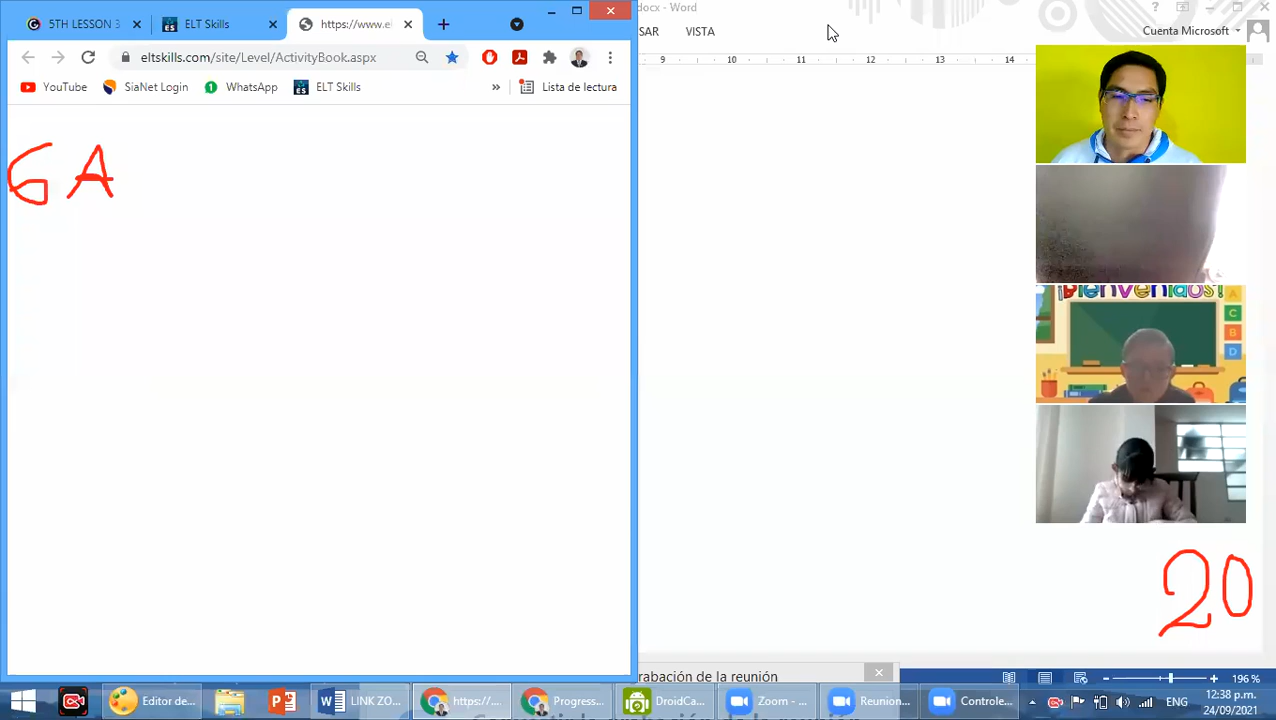 5TH LESSON 3
ELT Skills
https://www.el
docx - Word
SAR
VISTA
Cuenta Microsoft
eltskills.com/site/Level/ActivityBook.aspx
YouTube
SiaNet Login
WhatsApp
ELT Skills
»
Lista de lectura
9 10 11 12 13 14
6 A
¡Bienvenidos!
A
C
B
D
20
rabación de la reunión
196 %
Editor de...
LINK ZO...
https://...
Progress...
DroidCa...
Zoom - ...
Reunion...
Controle...
ENG
12:38 p.m.
24/09/2021